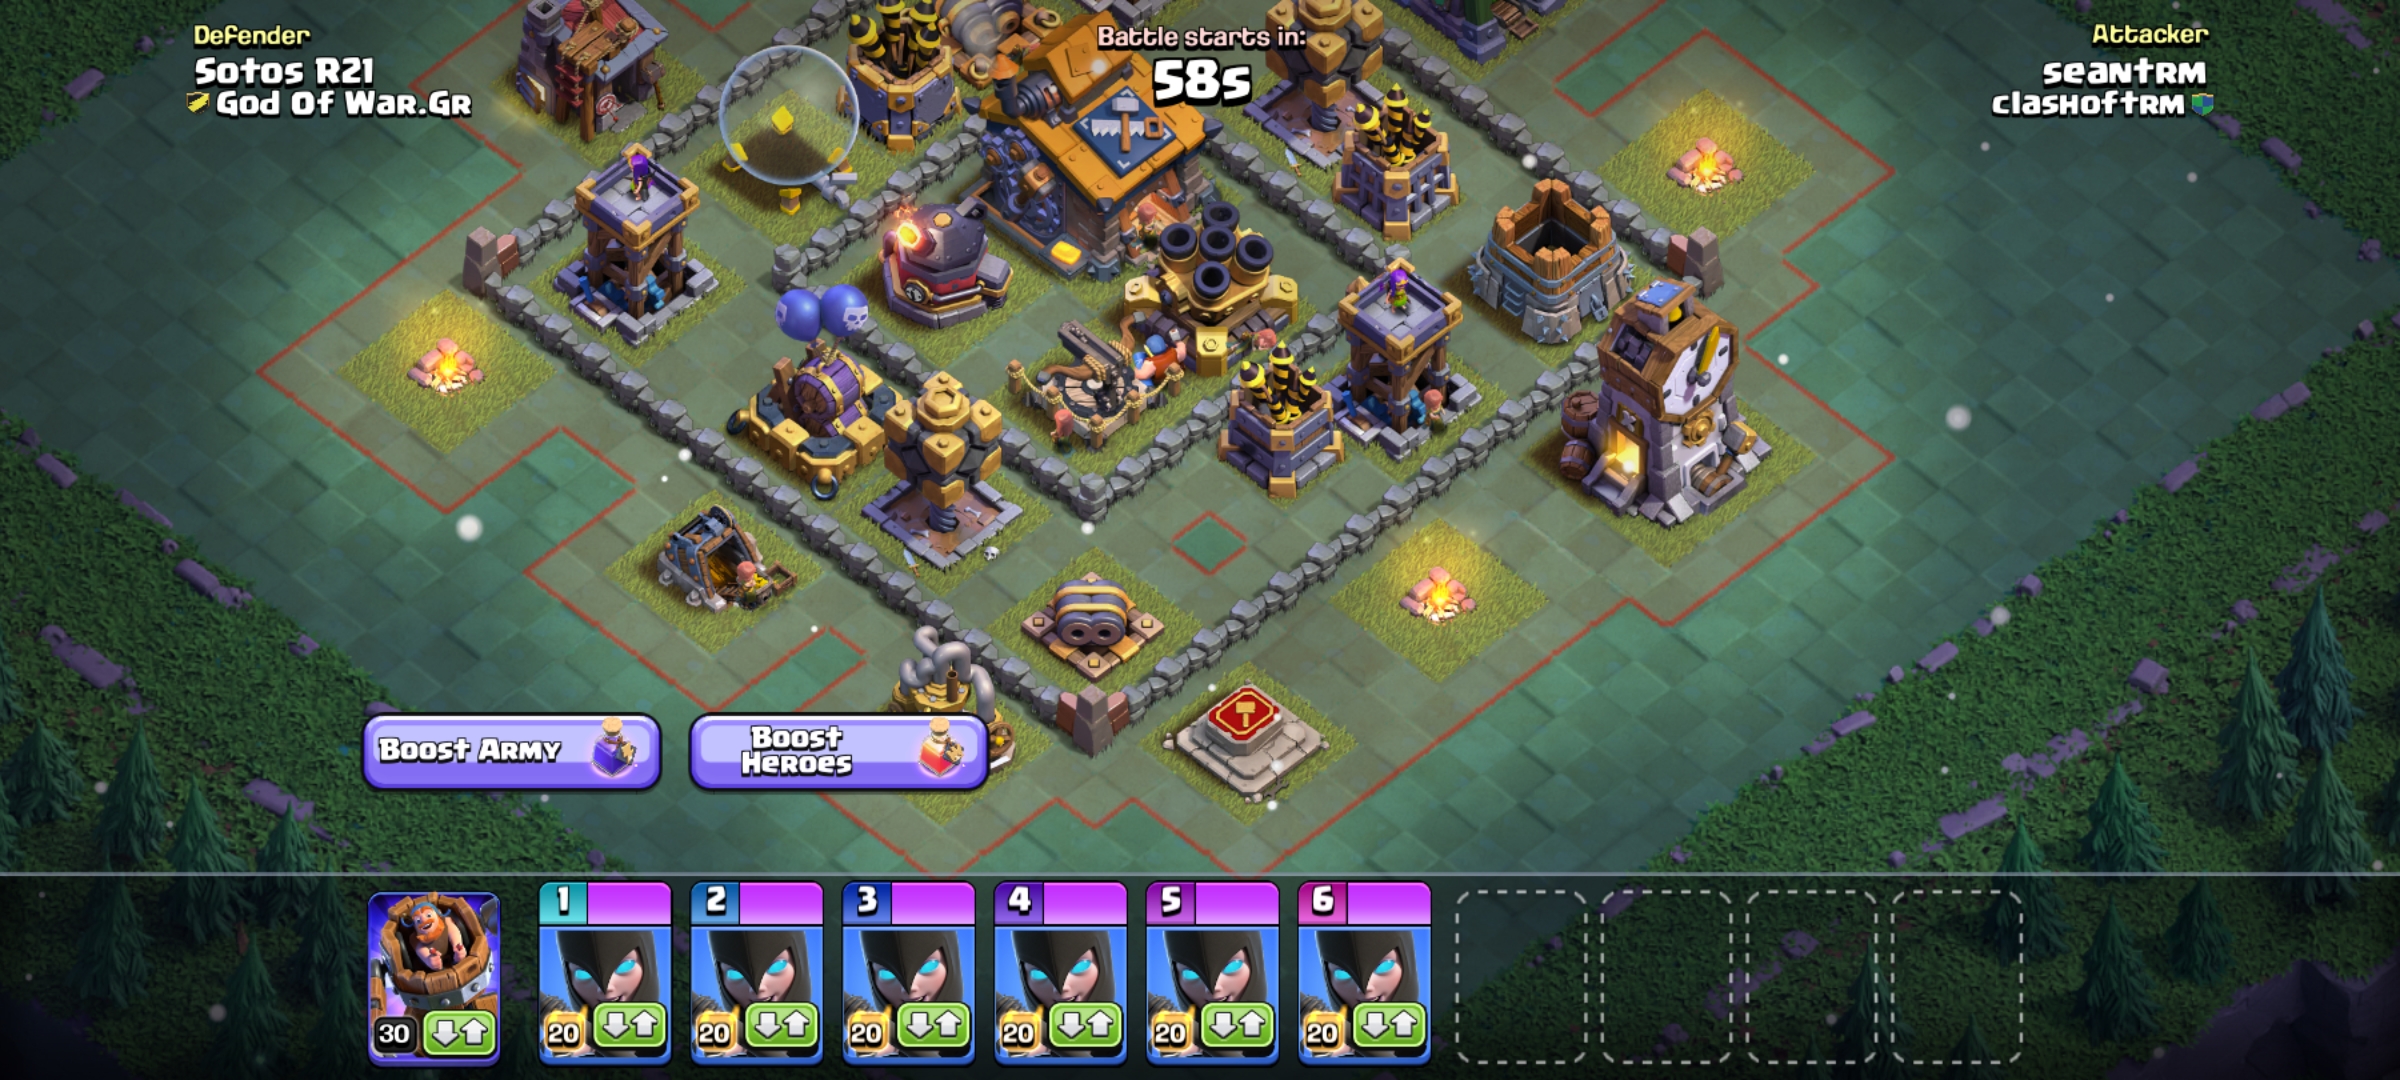 Defender
Sotos R21
God Of War.Gr
Battle starts in:
58s
Attacker
seantRM
clashoftRM
Boost Army
Boost
Heroes
1
2
3
4
5
6
30
20
20
20
20
20
20